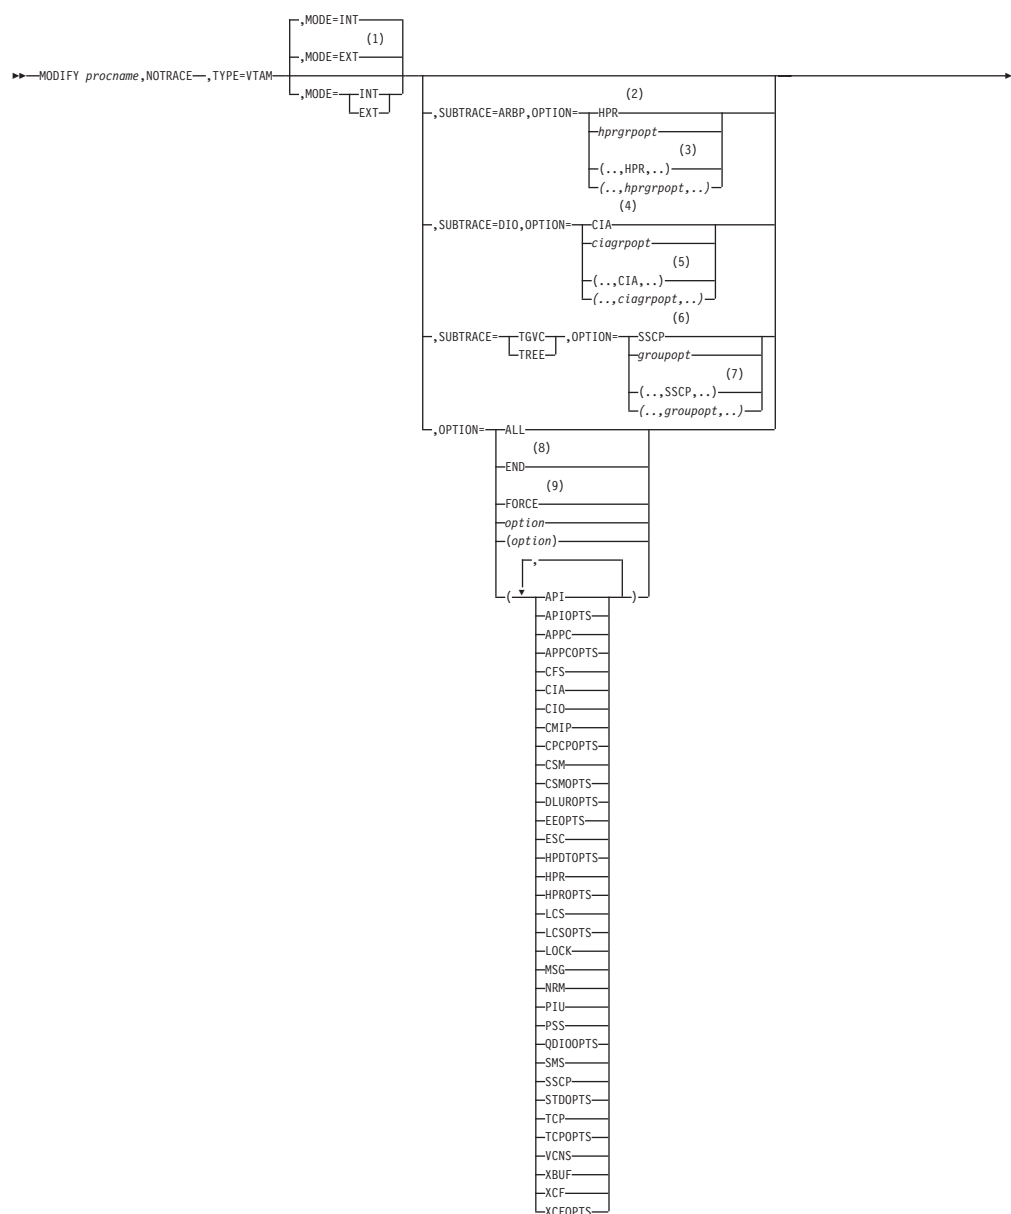 ,MODE=INT
(1)
,MODE=EXT
MODIFY procname,NOTRACE ,TYPE=VTAM
,MODE= INT
EXT
(2)
,SUBTRACE=ARBP,OPTION= HPR
hprgrpopt
(3)
(..,HPR,..)
(..,hprgrpopt,..)
(4)
,SUBTRACE=DIO,OPTION= CIA
ciagrpopt
(5)
(..,CIA,..)
(..,ciagrpopt,..)
(6)
,SUBTRACE= TGVC ,OPTION= SSCP
TREE groupopt
(7)
(..,SSCP,..)
(..,groupopt,..)
,OPTION= ALL
(8)
END
(9)
FORCE
option
(option)
,
( API )
APIOPTS
APPC
APPCOPTS
CFS
CIA
CIO
CMIP
CPCPOPTS
CSM
CSMOPTS
DLUROPTS
EEOPTS
ESC
HPDTOPTS
HPR
HPROPTS
LCS
LCSOPTS
LOCK
MSG
NRM
PIU
PSS
QDIOOPTS
SMS
SSCP
STDOPTS
TCP
TCPOPTS
VCNS
XBUF
XCF
XCFOPTS